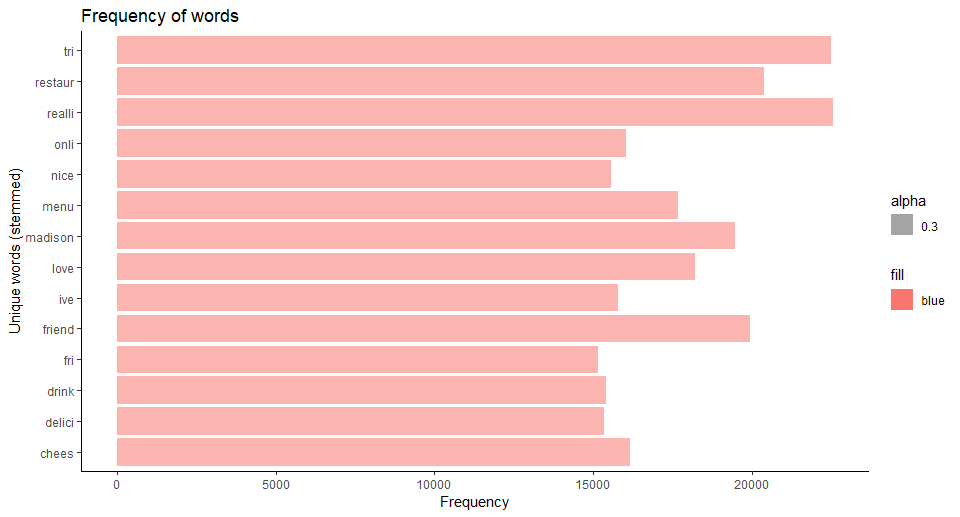 Frequency of words
tri
restaur
realli
onli
nice
menu
madison
love
ive
friend
fri
drink
delici
chees
Unique words (stemmed)
0 5000 10000 15000 20000
Frequency
alpha
0.3
fill
blue